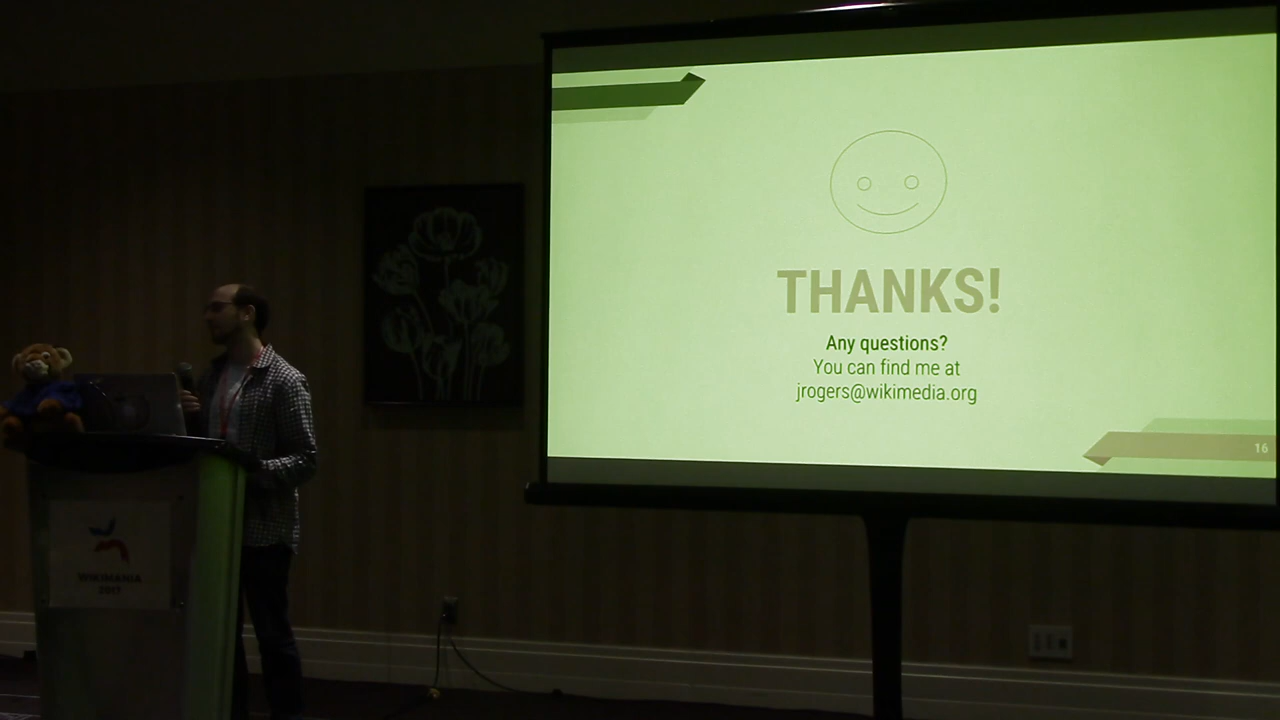 THANKS!
Any questions?
You can find me at
jrogers@wikimedia.org
16
WIKIMANIA
2017